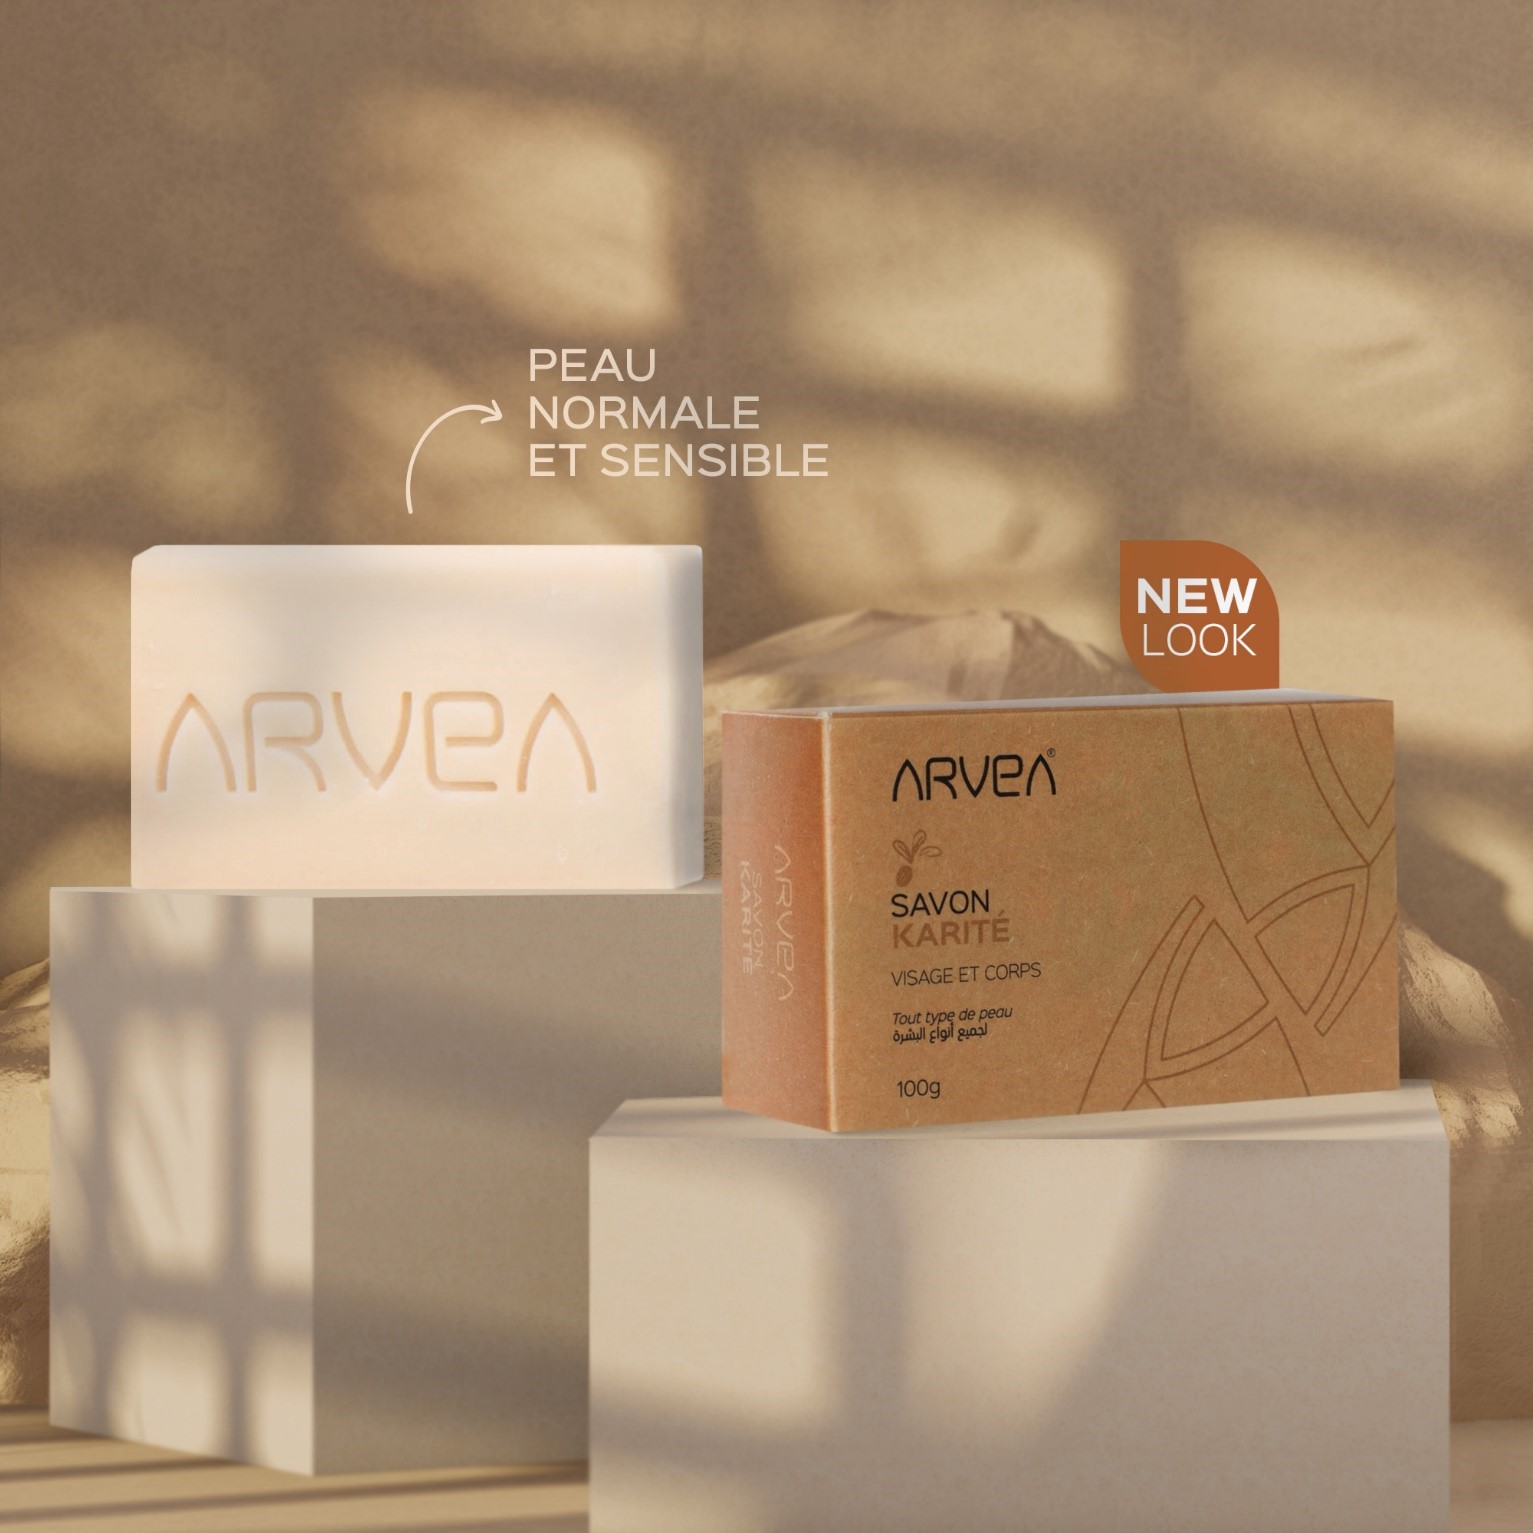 PEAU
NORMALE
ET SENSIBLE
ARVEA
NEW
LOOK
ARVEA®
SAVON
KARITÉ
VISAGE ET CORPS
Tout type de peau
لجميع أنواع البشرة
100g
ARVEA
SAVON
KARITÉ